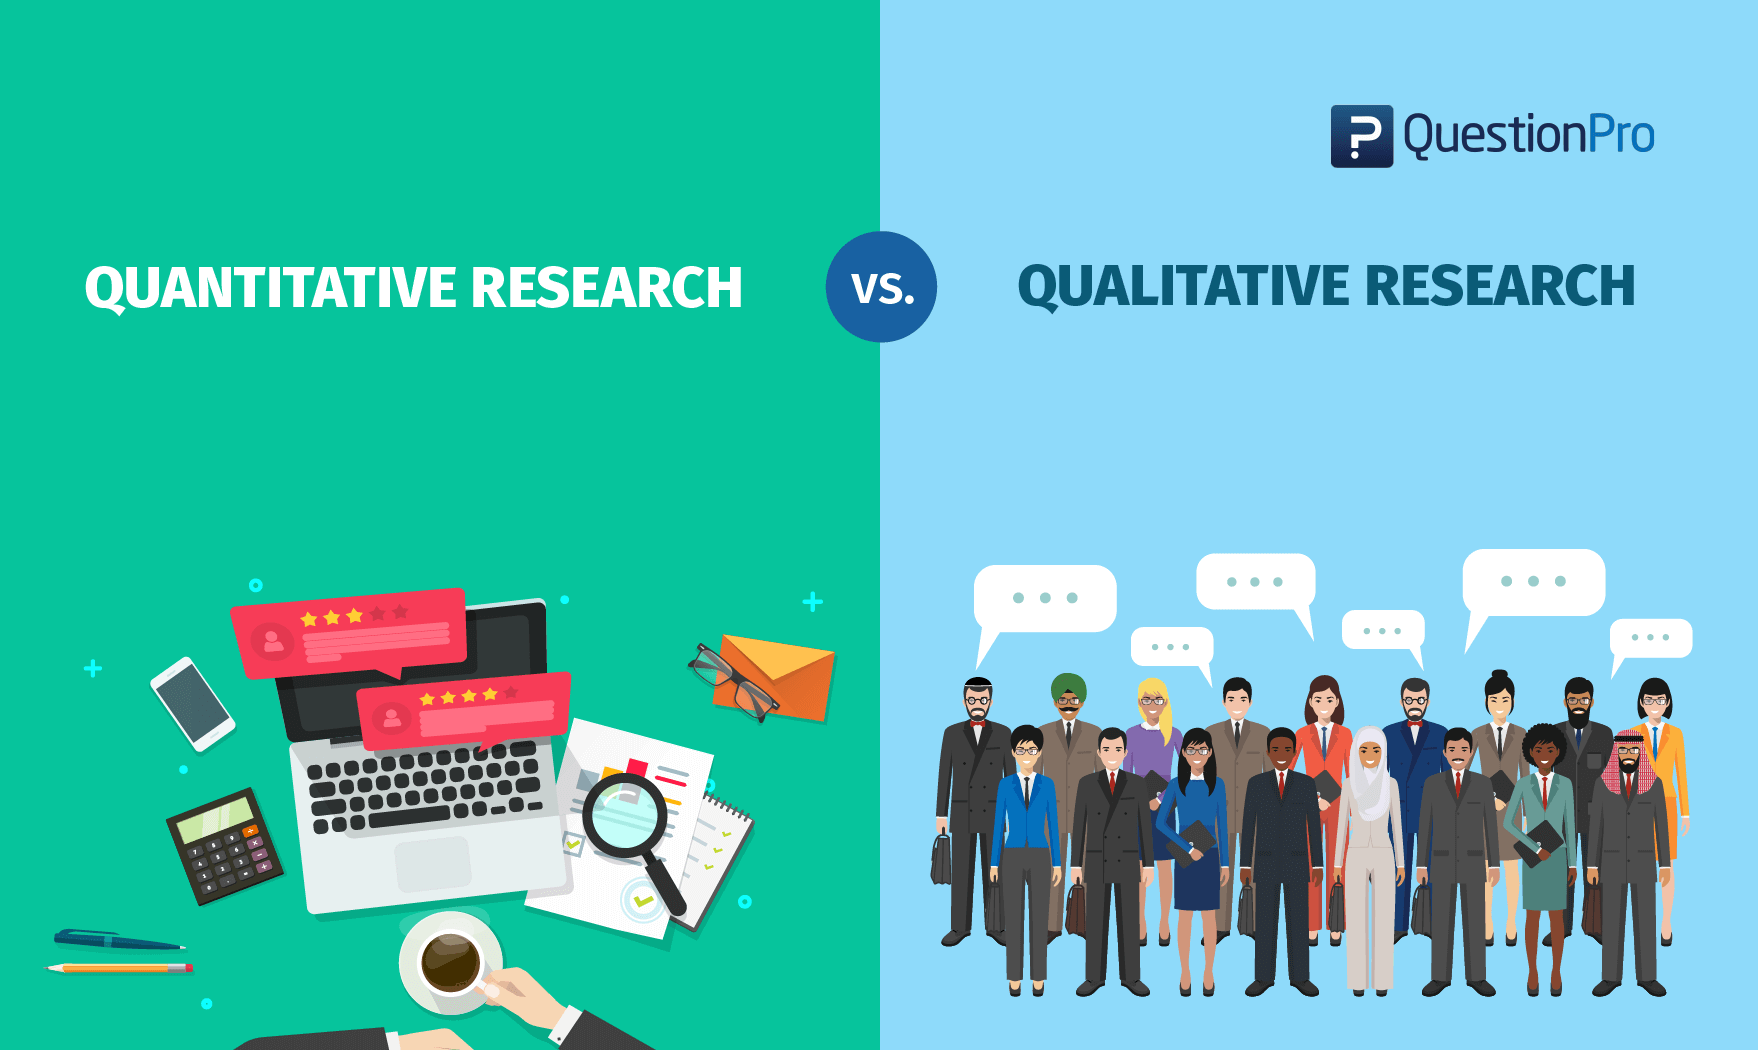 QuestionPro
QUANTITATIVE RESEARCH
VS.
QUALITATIVE RESEARCH